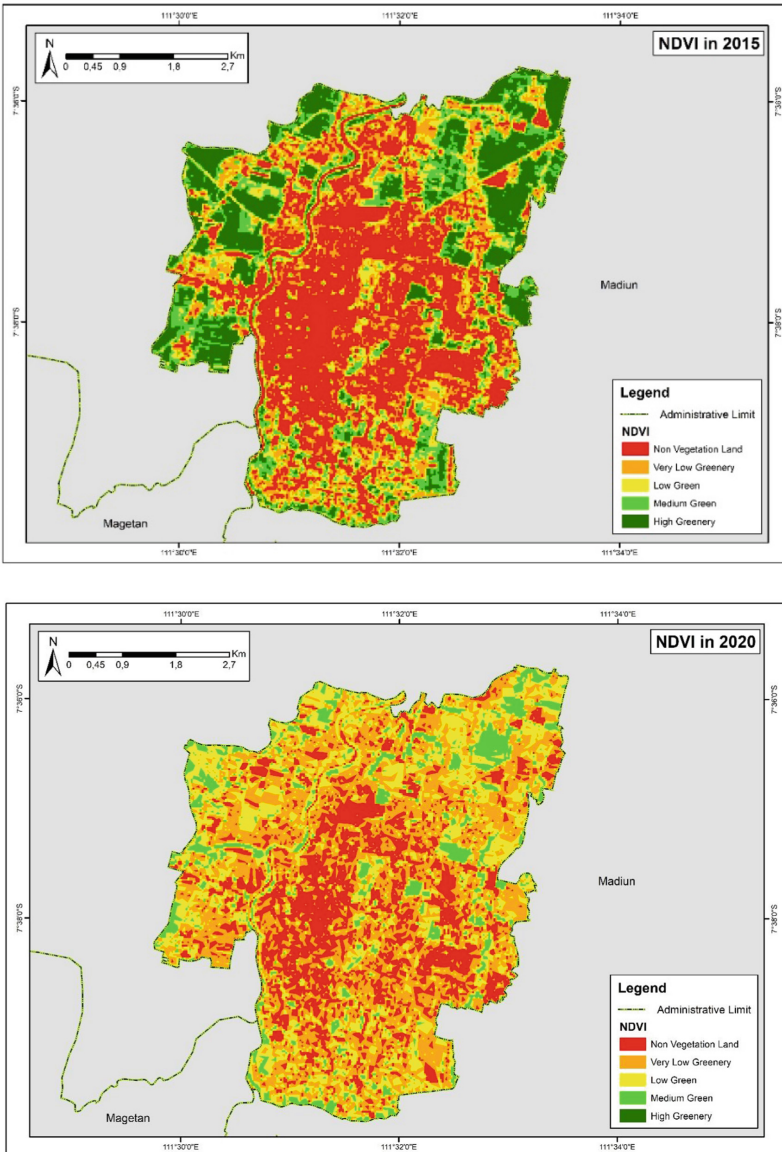 111°30'0"E 111°32'0"E 111°34'0"E
NDVI in 2015
N
Km
0 0,45 0,9 1,8 2,7
7°36'0"S 7°36'0"S
Madiun
7°38'0"S 7°38'0"S
Legend
Administrative Limit
NDVI
Non Vegetation Land
Very Low Greenery
Low Green
Medium Green
High Greenery
Magetan
111°30'0"E 111°32'0"E 111°34'0"E
111°30'0"E 111°32'0"E 111°34'0"E
NDVI in 2020
N
Km
0 0,45 0,9 1,8 2,7
7°36'0"S 7°36'0"S
Madiun
7°38'0"S 7°38'0"S
Legend
Administrative Limit
NDVI
Non Vegetation Land
Very Low Greenery
Low Green
Medium Green
High Greenery
Magetan
111°30'0"E 111°32'0"E 111°34'0"E